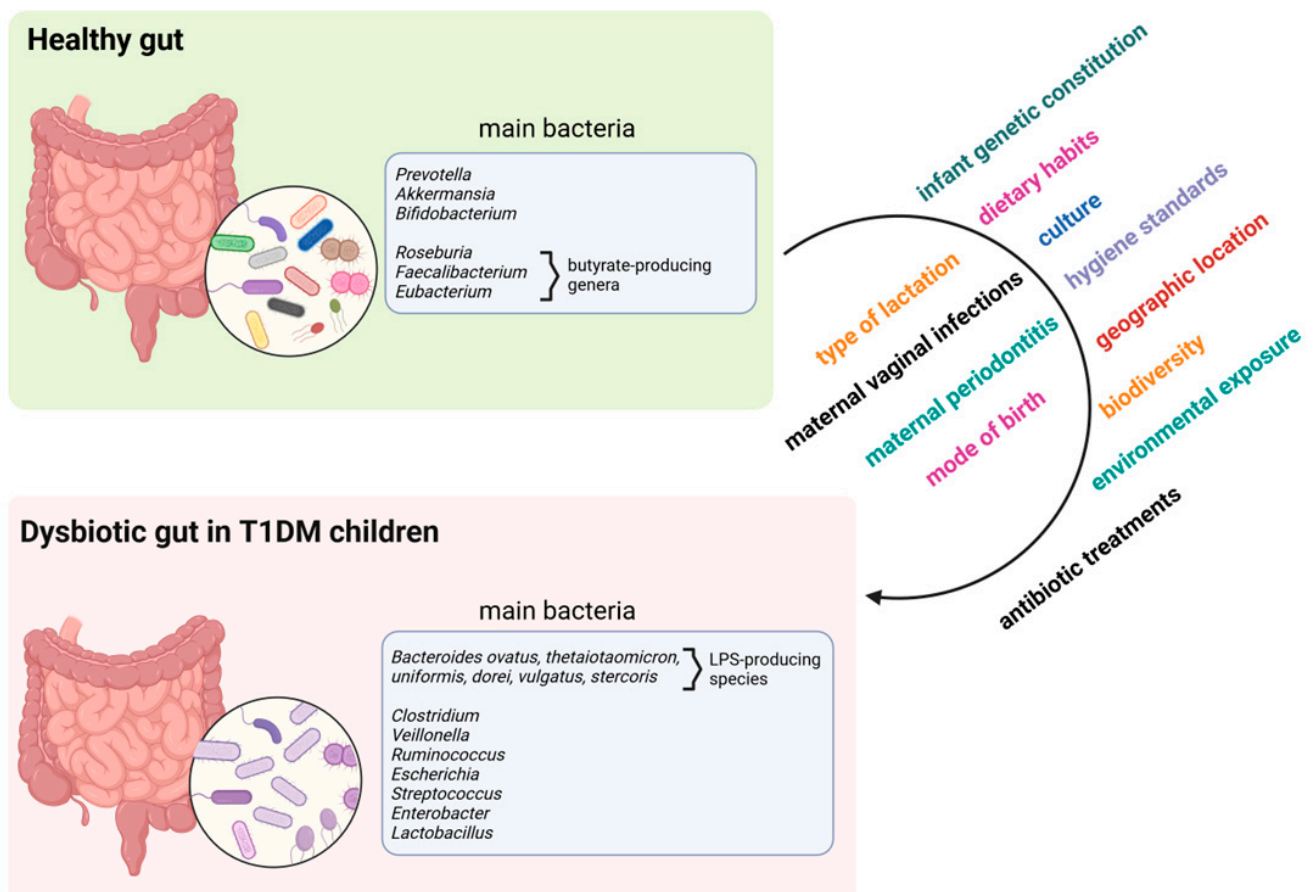 Healthy gut
main bacteria
Prevotella
Akkermansia
Bifidobacterium
Roseburia
Faecalibacterium
Eubacterium
butyrate-producing
genera
infant genetic constitution
dietary habits
culture
hygiene standards
geographic location
biodiversity
environmental exposure
antibiotic treatments
type of lactation
maternal vaginal infections
maternal periodontitis
mode of birth
Dysbiotic gut in T1DM children
main bacteria
Bacteroides ovatus, thetaiotaomicron,
uniformis, dorei, vulgatus, stercoris
LPS-producing
species
Clostridium
Veillonella
Ruminococcus
Escherichia
Streptococcus
Enterobacter
Lactobacillus